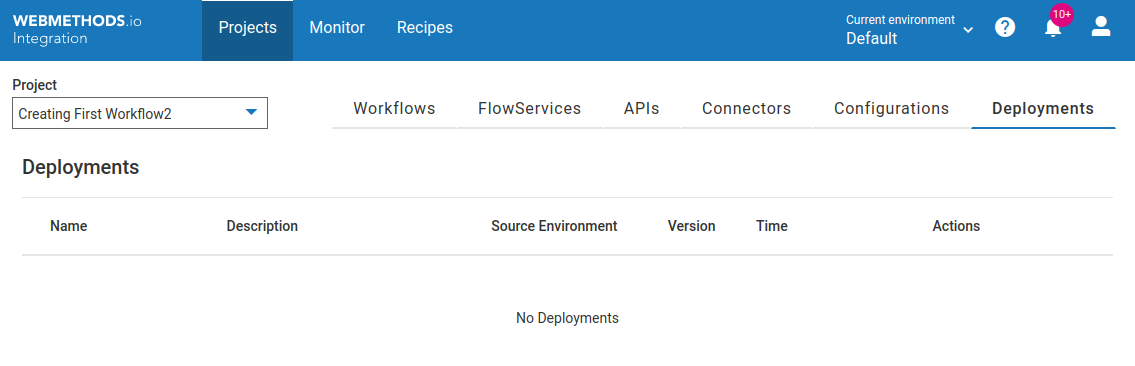 WEBMETHODS.io
Integration
Projects
Monitor
Recipes
Current environment
Default
?
10+
Project
Creating First Workflow2
Workflows
FlowServices
APIs
Connectors
Configurations
Deployments
Deployments
Name
Description
Source Environment
Version
Time
Actions
No Deployments